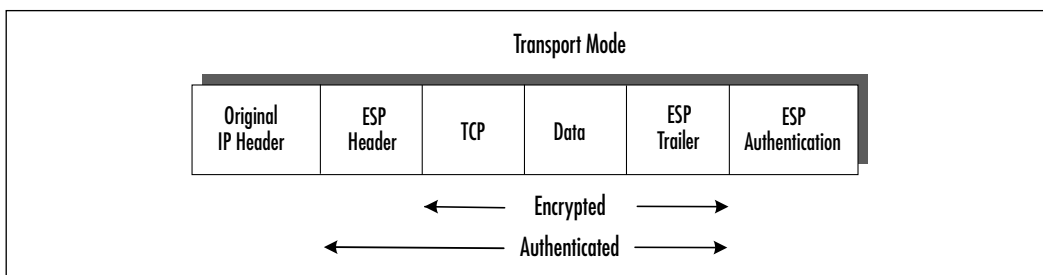 Transport Mode
Original
IP Header
ESP
Header
TCP
Data
ESP
Trailer
ESP
Authentication
Encrypted
Authenticated